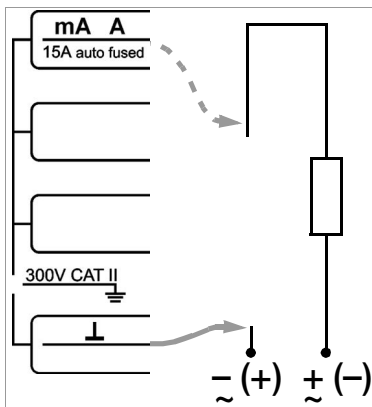 mA A
15A auto fused
300V CAT II
− (+) + (−)
~ ~